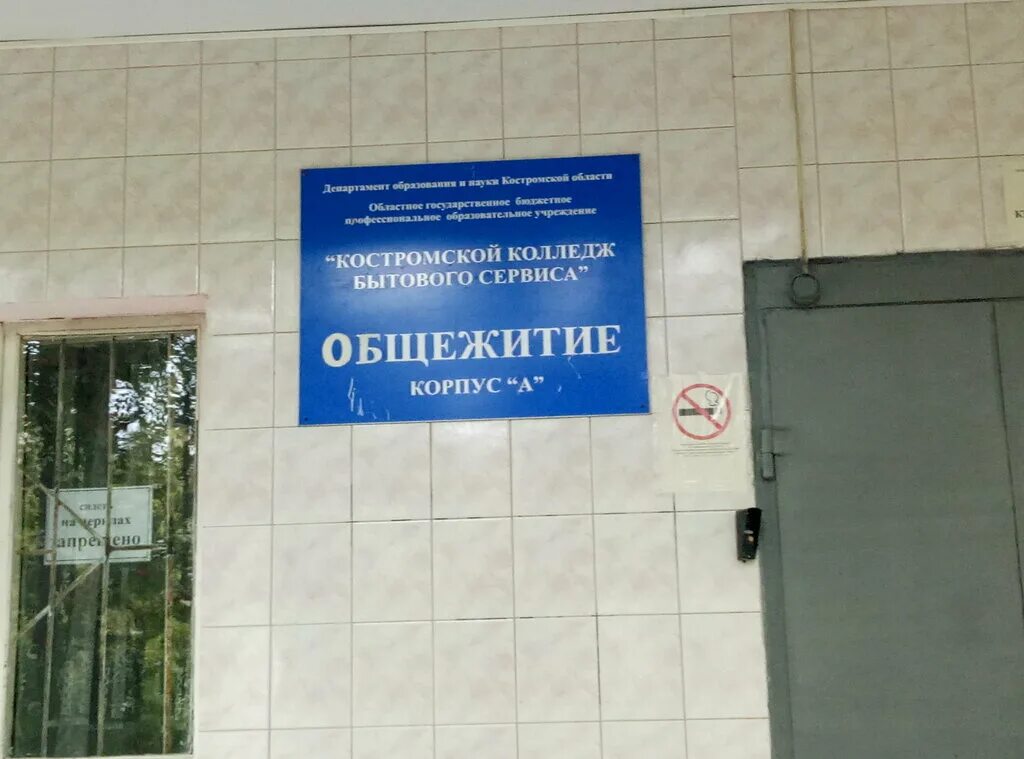 Департамент образования и науки Костромской области
Областное государственное бюджетное
профессиональное образовательное учреждение
“КОСТРОМСКОЙ КОЛЛЕДЖ
БЫТОВОГО СЕРВИСА”
ОБЩЕЖИТИЕ
КОРПУС “А”
сидеть
на перилах
запрещено